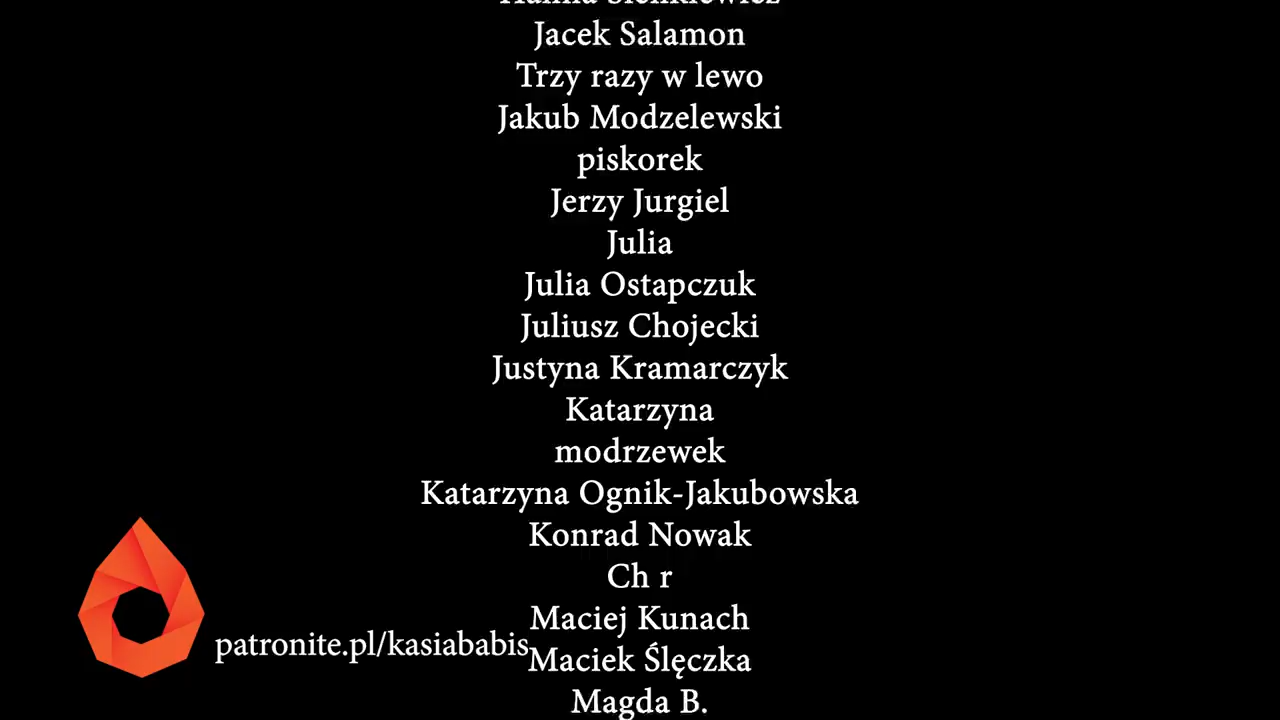 Jacek Salamon
Trzy razy w lewo
Jakub Modzelewski
piskorek
Jerzy Jurgiel
Julia
Julia Ostapczuk
Juliusz Chojecki
Justyna Kramarczyk
Katarzyna
modrzewek
Katarzyna Ognik-Jakubowska
Konrad Nowak
Ch r
Maciej Kunach
patronite.pl/kasiababis
Maciek Ślęczka
Magda B.